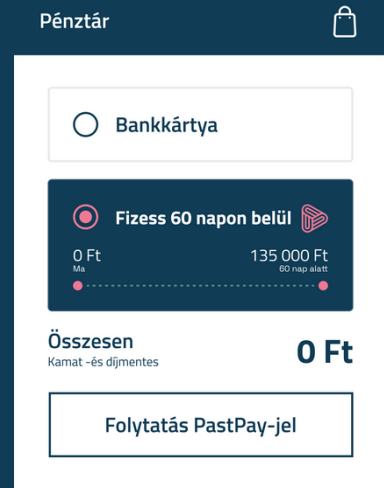 Pénztár
Bankkártya
Fizess 60 napon belül
0 Ft 135 000 Ft
Ma 60 nap alatt
Összesen
Kamat -és díjmentes
0 Ft
Folytatás PastPay-jel